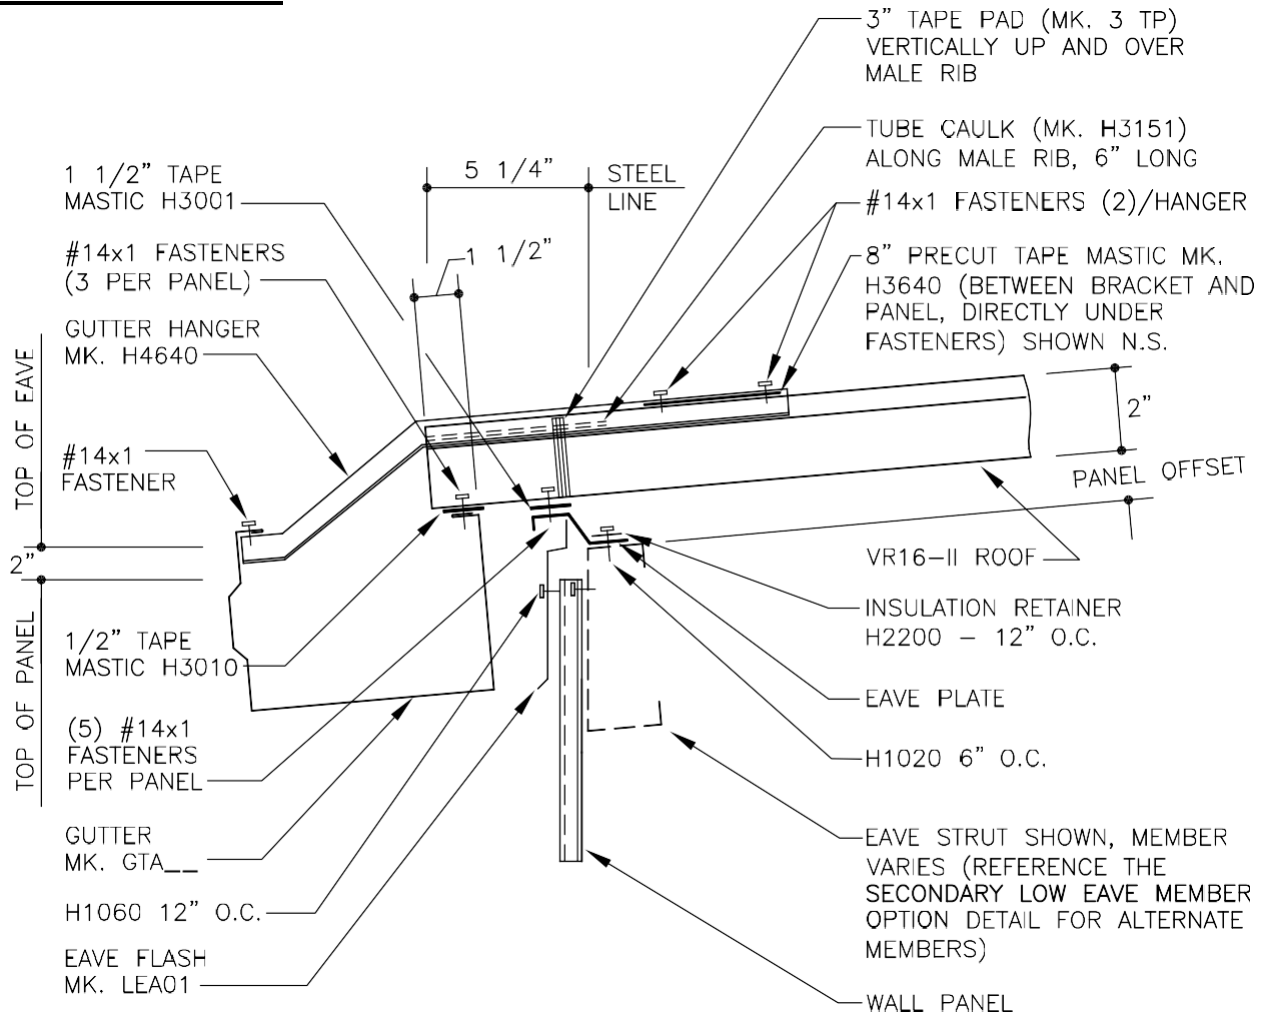 3" TAPE PAD (MK. 3 TP)
VERTICALLY UP AND OVER
MALE RIB
TUBE CAULK (MK. H3151)
ALONG MALE RIB, 6" LONG
#14x1 FASTENERS (2)/HANGER
8" PRECUT TAPE MASTIC MK.
H3640 (BETWEEN BRACKET AND
PANEL, DIRECTLY UNDER
FASTENERS) SHOWN N.S.
5 1/4"
STEEL
LINE
1 1/2"
1 1/2" TAPE
MASTIC H3001
#14x1 FASTENERS
(3 PER PANEL)
GUTTER HANGER
MK. H4640
#14x1
FASTENER
TOP OF EAVE
2"
TOP OF PANEL
1/2" TAPE
MASTIC H3010
(5) #14x1
FASTENERS
PER PANEL
GUTTER
MK. GTA__
H1060 12" O.C.
EAVE FLASH
MK. LEA01
2"
PANEL OFFSET
VR16-II ROOF
INSULATION RETAINER
H2200 - 12" O.C.
EAVE PLATE
H1020 6" O.C.
EAVE STRUT SHOWN, MEMBER
VARIES (REFERENCE THE
SECONDARY LOW EAVE MEMBER
OPTION DETAIL FOR ALTERNATE
MEMBERS)
WALL PANEL